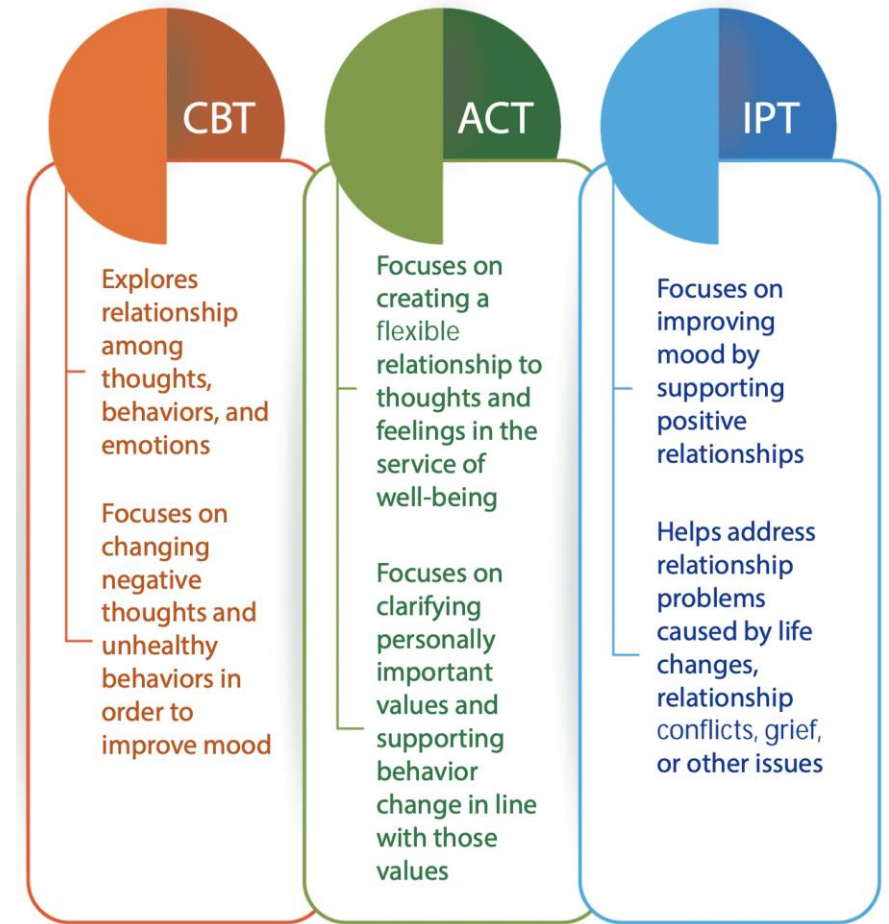 CBT
Explores
relationship
among
thoughts,
behaviors, and
emotions
Focuses on
changing
negative
thoughts and
unhealthy
behaviors in
order to
improve mood
ACT
Focuses on
creating a
flexible
relationship to
thoughts and
feelings in the
service of
well-being
Focuses on
clarifying
personally
important
values and
supporting
behavior
change in line
with those
values
IPT
Focuses on
improving
mood by
supporting
positive
relationships
Helps address
relationship
problems
caused by life
changes,
relationship
conflicts, grief,
or other issues